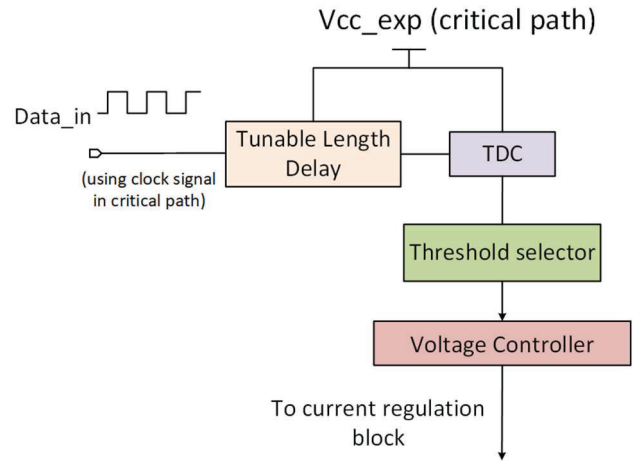 Vcc_exp (critical path)
Data_in
Tunable Length
Delay
TDC
(using clock signal
in critical path)
Threshold selector
Voltage Controller
To current regulation
block